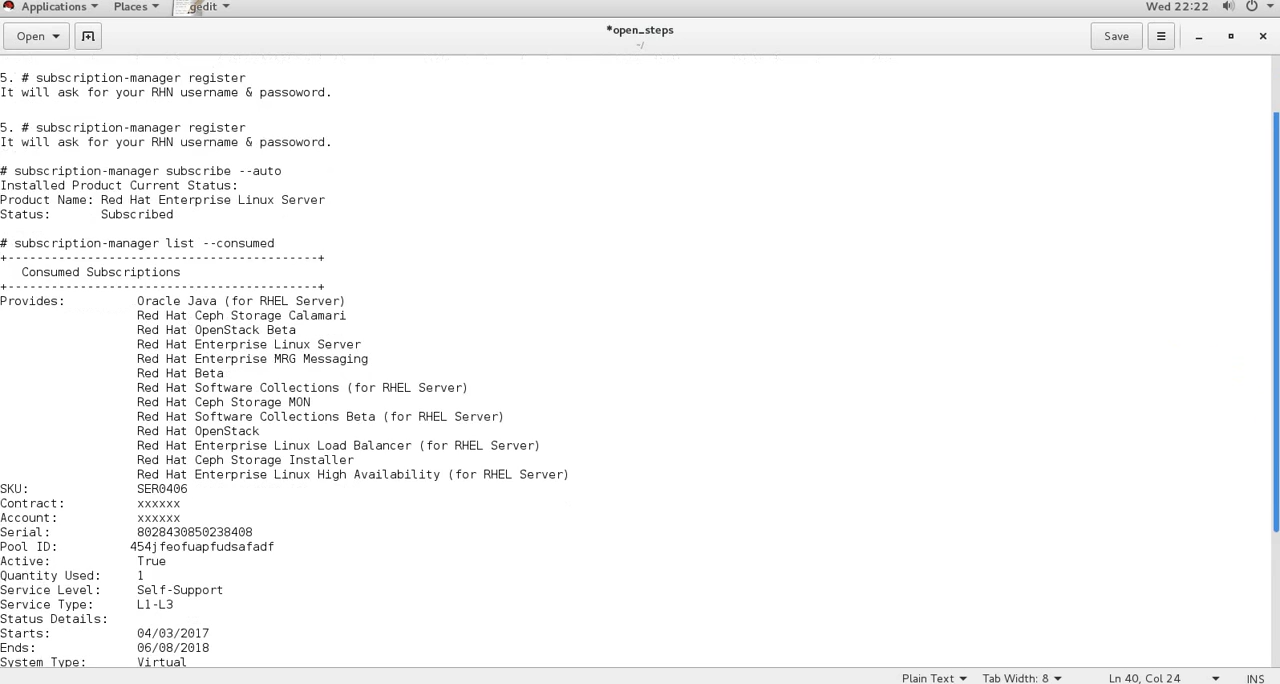 Applications Places gedit Wed 22:22
Open *open_steps Save
~/
5. # subscription-manager register
It will ask for your RHN username & passoword.
5. # subscription-manager register
It will ask for your RHN username & passoword.
# subscription-manager subscribe --auto
Installed Product Current Status:
Product Name: Red Hat Enterprise Linux Server
Status: Subscribed
# subscription-manager list --consumed
+-------------------------------------------+
Consumed Subscriptions
+-------------------------------------------+
Provides: Oracle Java (for RHEL Server)
Red Hat Ceph Storage Calamari
Red Hat OpenStack Beta
Red Hat Enterprise Linux Server
Red Hat Enterprise MRG Messaging
Red Hat Beta
Red Hat Software Collections (for RHEL Server)
Red Hat Ceph Storage MON
Red Hat Software Collections Beta (for RHEL Server)
Red Hat OpenStack
Red Hat Enterprise Linux Load Balancer (for RHEL Server)
Red Hat Ceph Storage Installer
Red Hat Enterprise Linux High Availability (for RHEL Server)
SKU: SER0406
Contract: xxxxxx
Account: xxxxxx
Serial: 8028430850238408
Pool ID: 454jfeofuapfudsafadf
Active: True
Quantity Used: 1
Service Level: Self-Support
Service Type: L1-L3
Status Details:
Starts: 04/03/2017
Ends: 06/08/2018
System Type: Virtual
Plain Text Tab Width: 8 Ln 40, Col 24 INS